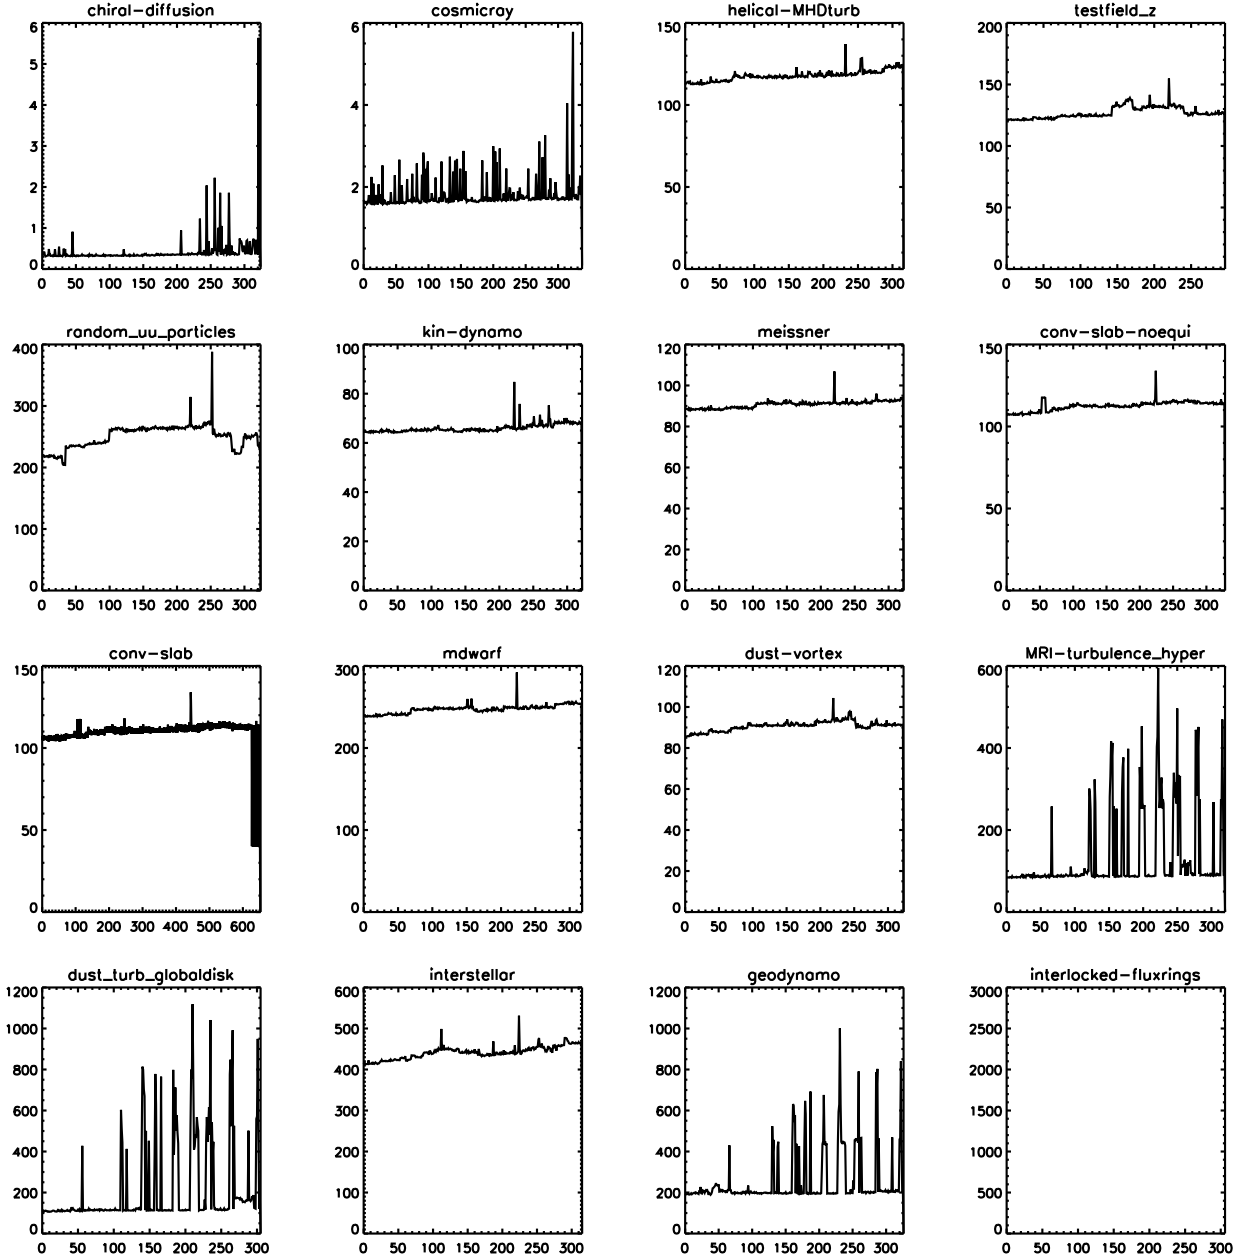 chiral-diffusion cosmicray helical-MHDturb testfield_z
6 6 150 200
5
4 4 100 150
3 100
2 2 50
1 50
0 0 0 0
0 50 100 150 200 250 300 0 50 100 150 200 250 300 0 50 100 150 200 250 300 0 50 100 150 200 250
random_uu_particles kin-dynamo meissner conv-slab-noequi
400 100 120 150
300 80 100
200 60 80 100
100 40 60 50
20 40
20
0 0 0 0
0 50 100 150 200 250 300 0 50 100 150 200 250 300 0 50 100 150 200 250 300 0 50 100 150 200 250 300
conv-slab mdwarf dust-vortex MRI-turbulence_hyper
150 300 120 600
100 200 100 400
50 100 80 200
60
40
20
0 0 0 0
0 100 200 300 400 500 600 0 50 100 150 200 250 300 0 50 100 150 200 250 300 0 50 100 150 200 250 300
dust_turb_globaldisk interstellar geodynamo interlocked-fluxrings
1200 600 1200 3000
1000 500 1000 2500
800 400 800 2000
600 300 600 1500
400 200 400 1000
200 100 200 500
0 0 0 0
0 50 100 150 200 250 300 0 50 100 150 200 250 300 0 50 100 150 200 250 300 0 50 100 150 200 250 300